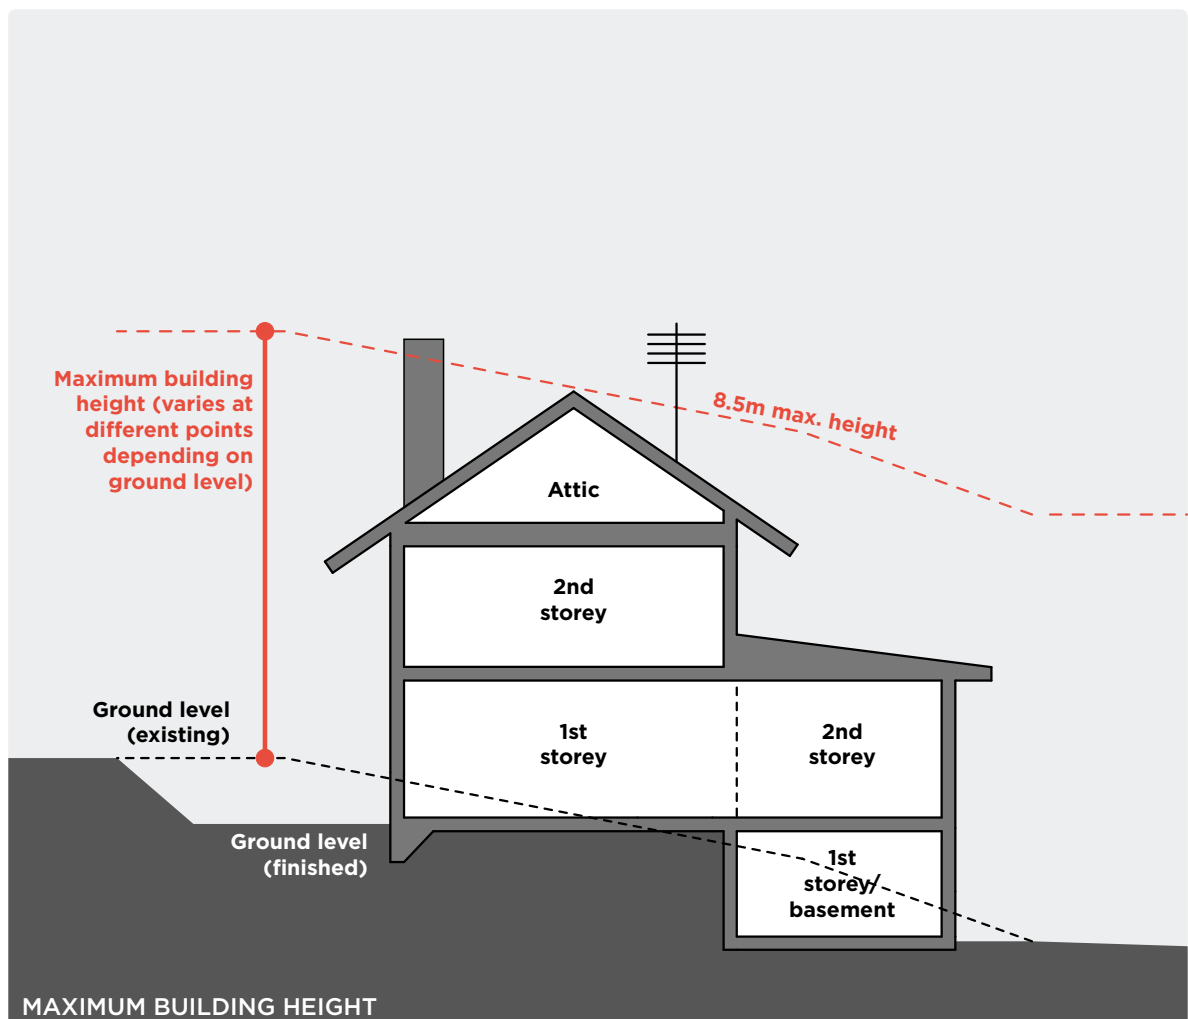 Maximum building
height (varies at
different points
depending on
ground level)
8.5m max. height
Attic
2nd
storey
Ground level
(existing)
1st
storey
2nd
storey
Ground level
(finished)
1st
storey/
basement
MAXIMUM BUILDING HEIGHT